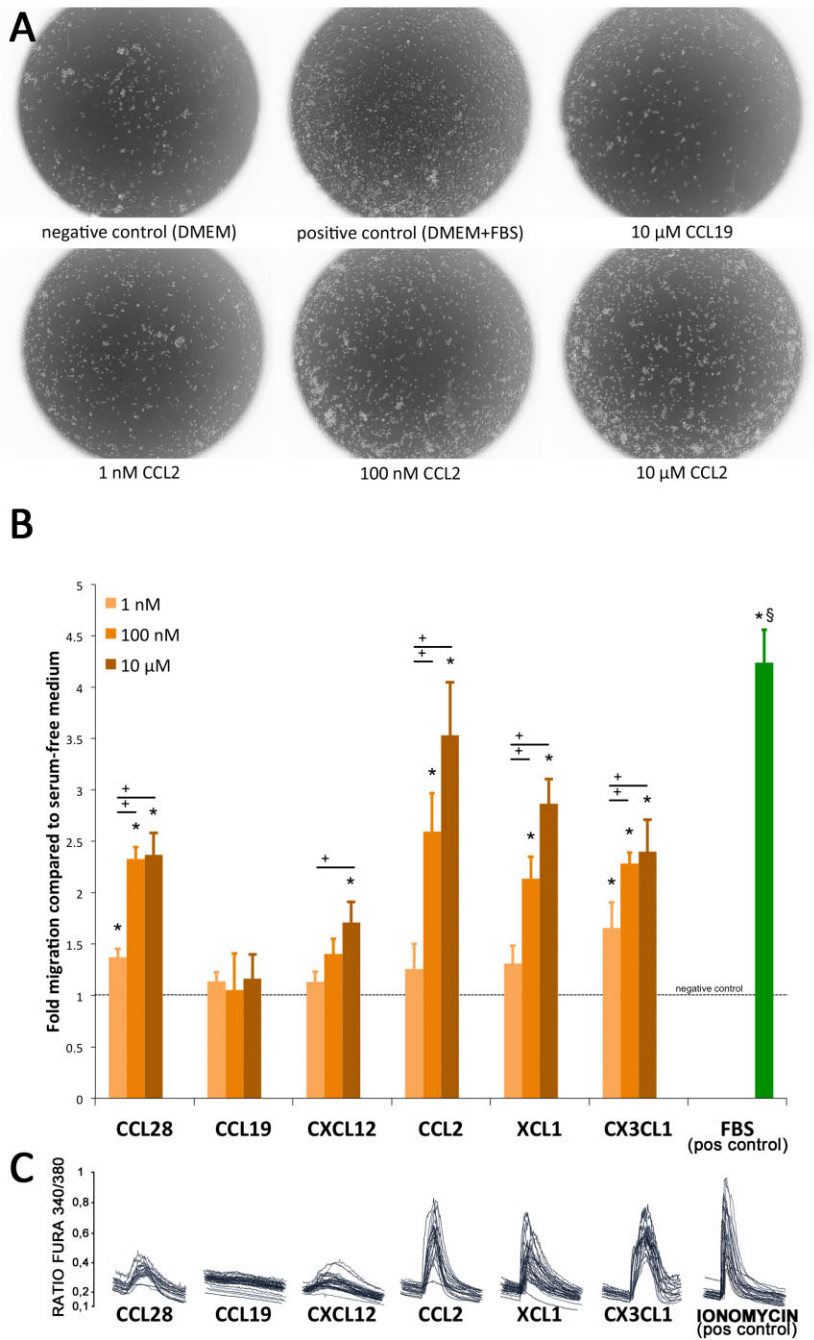 A
negative control (DMEM)
positive control (DMEM+FBS)
10 µM CCL19
1 nM CCL2
100 nM CCL2
10 µM CCL2
B
Fold migration compared to serum-free medium
5
4.5
4
3.5
3
2.5
2
1.5
1
0.5
0
1 nM
100 nM
10 µM
+
+
*
*
*
+
*
+
+
*
*
+
+
*
*
+
+
*
*
*
* §
negative control
CCL28
CCL19
CXCL12
CCL2
XCL1
CX3CL1
FBS
(pos control)
C
RATIO FURA 340/380
1
0,8
0,6
0,4
0,2
0,1
CCL28
CCL19
CXCL12
CCL2
XCL1
CX3CL1
IONOMYCIN
(pos control)